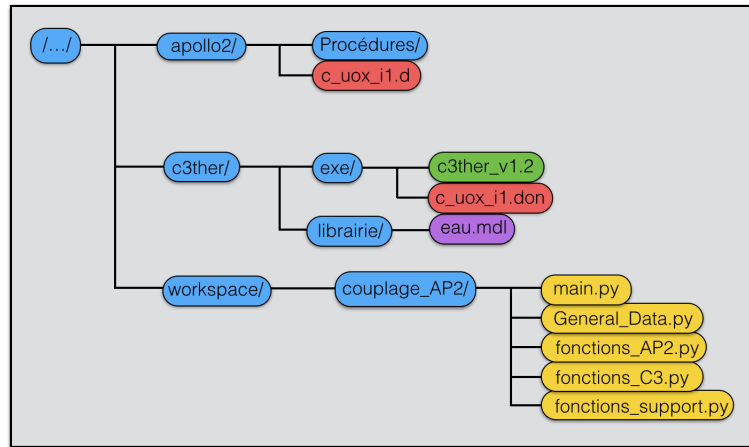 /.../
apollo2/
Procédures/
c_uox_i1.d
c3ther/
exe/
c3ther_v1.2
c_uox_i1.don
librairie/
eau.mdl
workspace/
couplage_AP2/
main.py
General_Data.py
fonctions_AP2.py
fonctions_C3.py
fonctions_support.py